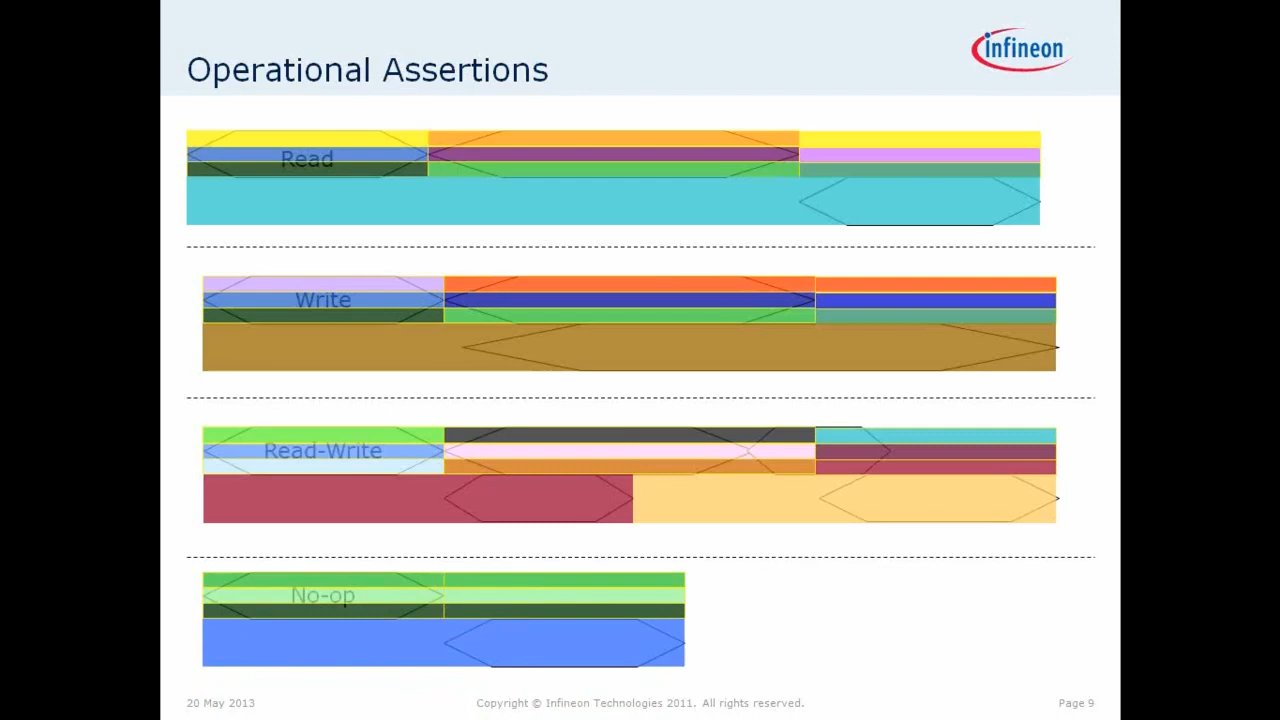 Operational Assertions
infineon
Read
Write
Read-Write
No-op
20 May 2013
Copyright © Infineon Technologies 2011. All rights reserved.
Page 9